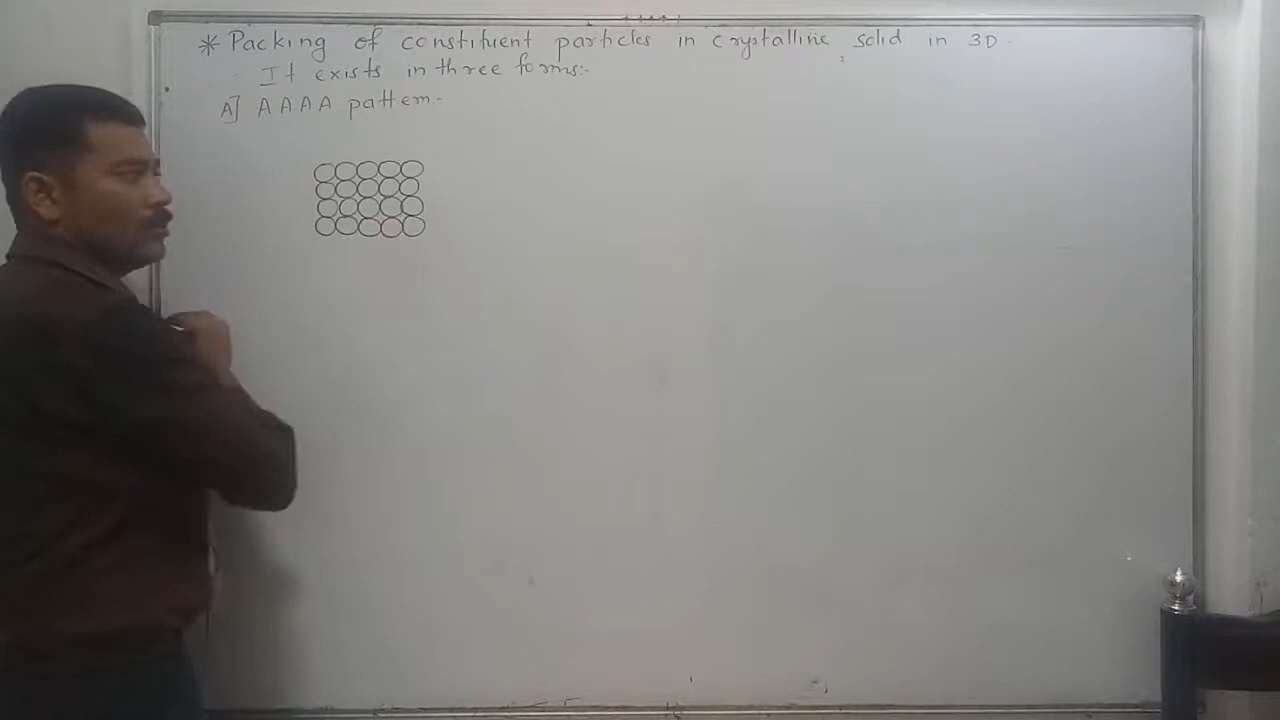 * Packing of constituent particles in crystalline solid in 3D.
It exists in three forms:-
A] A A A A pattern-